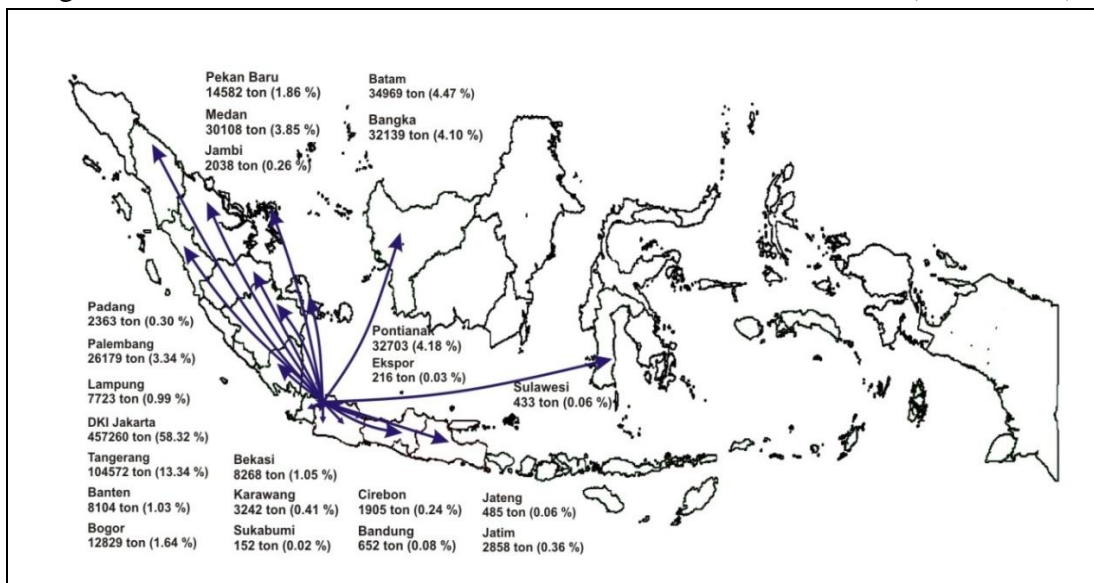 Pekan Baru
14582 ton (1.86 %)
Medan
30108 ton (3.85 %)
Jambi
2038 ton (0.26 %)
Batam
34969 ton (4.47 %)
Bangka
32139 ton (4.10 %)
Padang
2363 ton (0.30 %)
Palembang
26179 ton (3.34 %)
Lampung
7723 ton (0.99 %)
DKI Jakarta
457260 ton (58.32 %)
Tangerang
104572 ton (13.34 %)
Banten
8104 ton (1.03 %)
Bogor
12829 ton (1.64 %)
Pontianak
32703 (4.18 %)
Ekspor
216 ton (0.03 %)
Sulawesi
433 ton (0.06 %)
Bekasi
8268 ton (1.05 %)
Karawang
3242 ton (0.41 %)
Sukabumi
152 ton (0.02 %)
Cirebon
1905 ton (0.24 %)
Bandung
652 ton (0.08 %)
Jateng
485 ton (0.06 %)
Jatim
2858 ton (0.36 %)